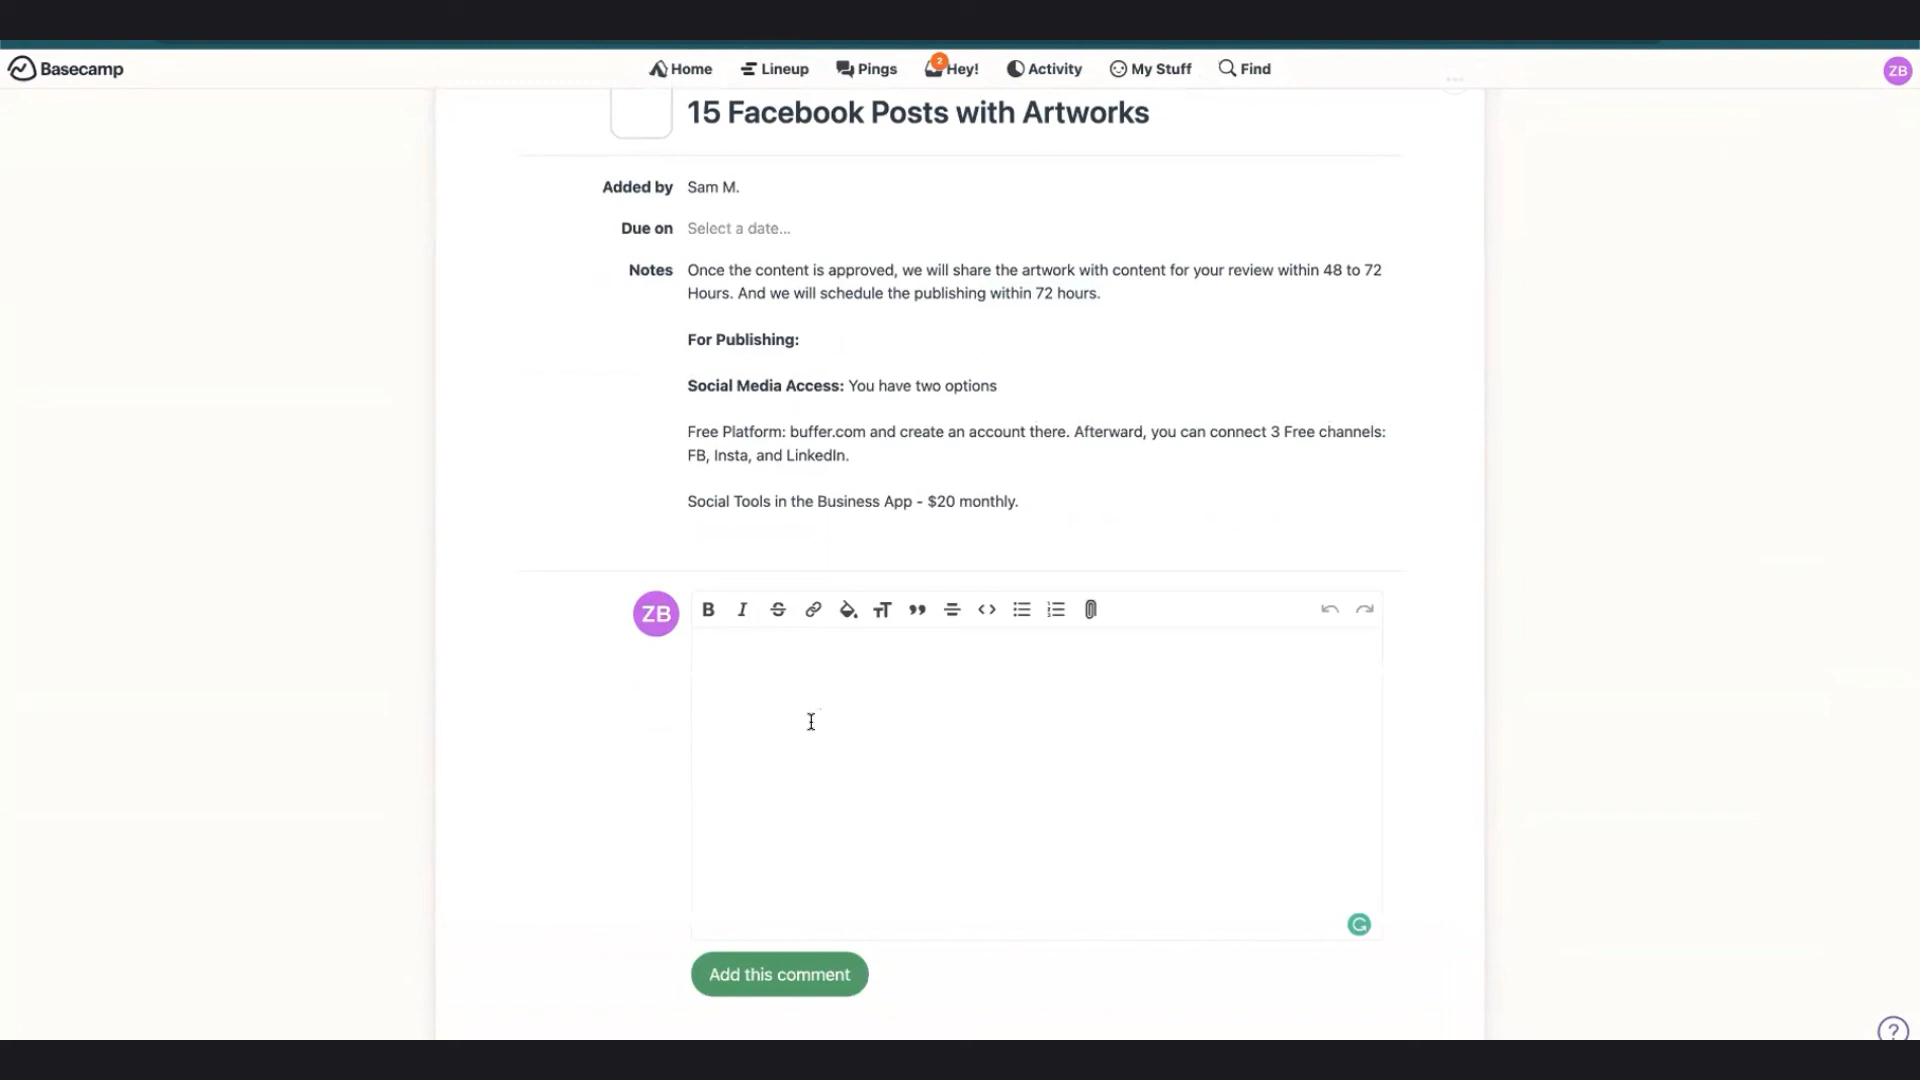 Basecamp
Home Lineup Pings 2 Hey! Activity My Stuff Find
ZB
15 Facebook Posts with Artworks
Added by Sam M.
Due on Select a date...
Notes Once the content is approved, we will share the artwork with content for your review within 48 to 72
Hours. And we will schedule the publishing within 72 hours.
For Publishing:
Social Media Access: You have two options
Free Platform: buffer.com and create an account there. Afterward, you can connect 3 Free channels:
FB, Insta, and LinkedIn.
Social Tools in the Business App - $20 monthly.
ZB
Add this comment
?